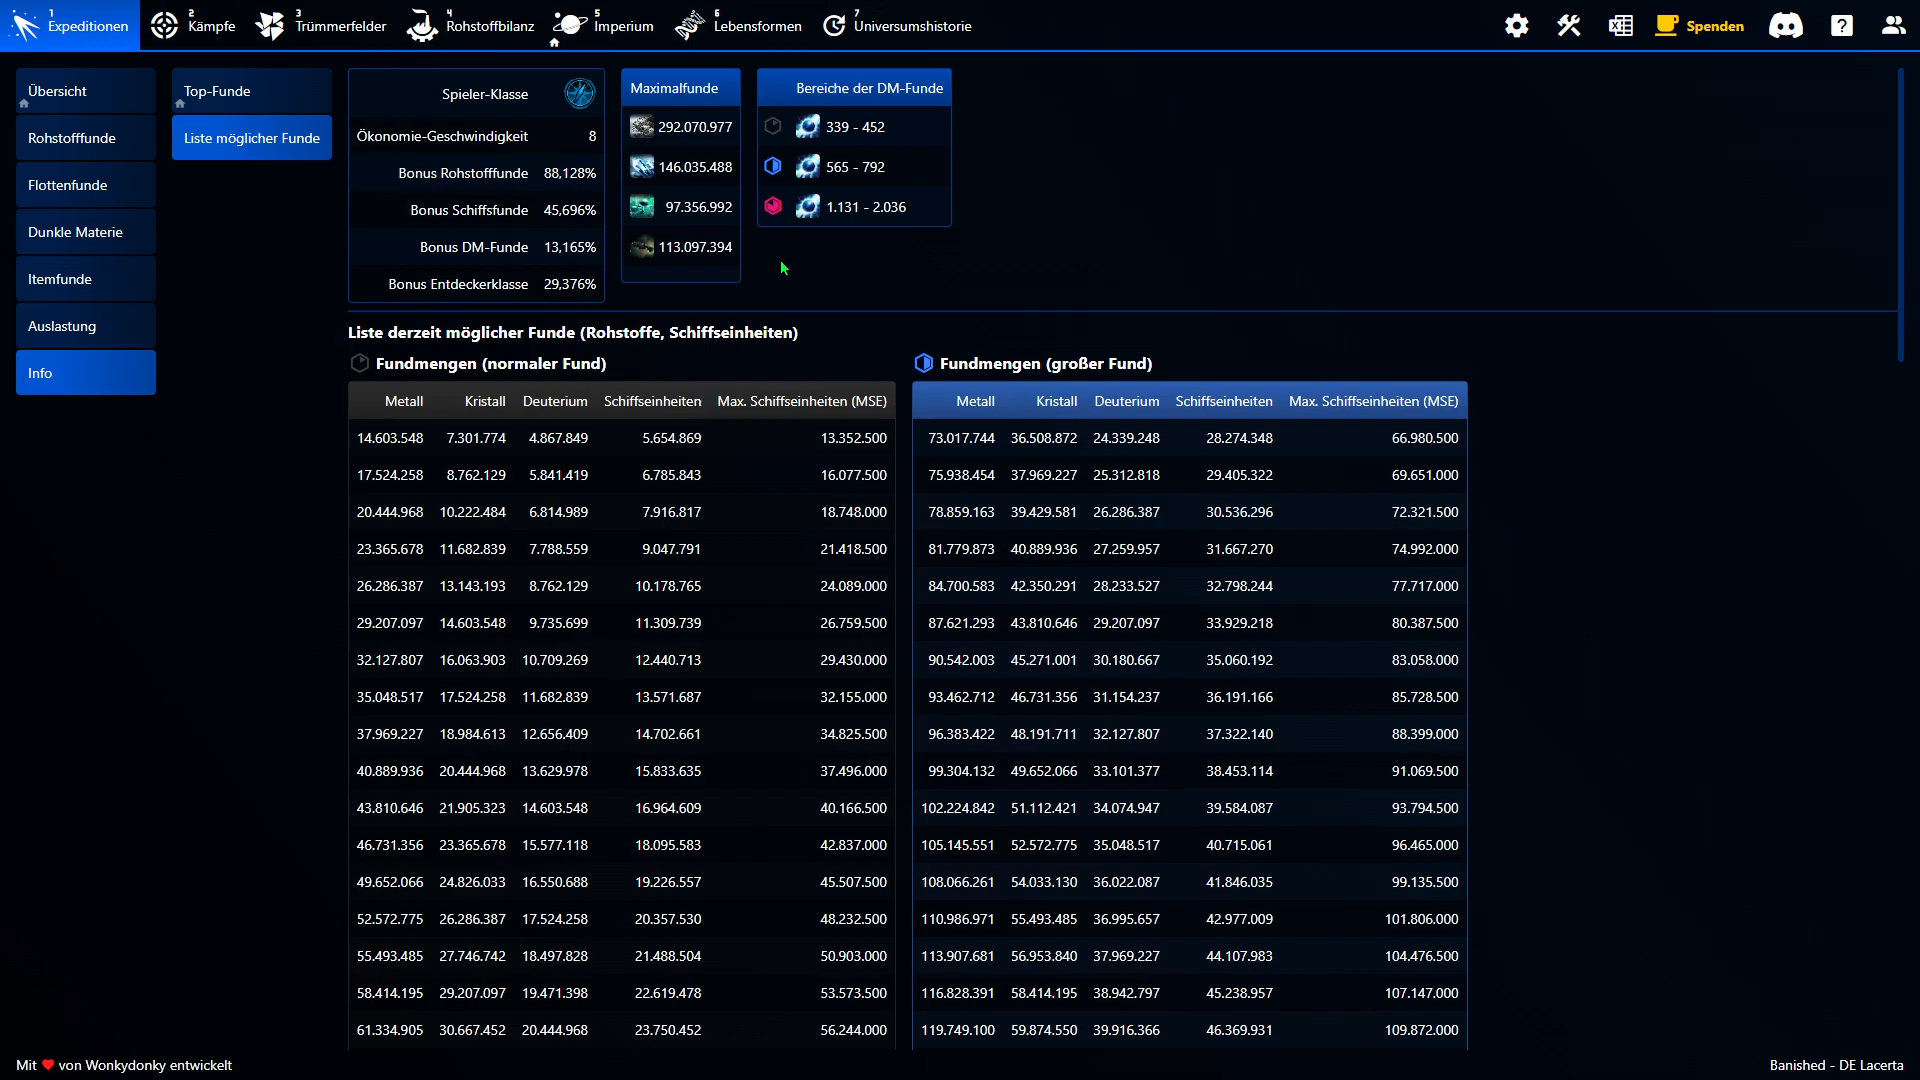 1 Expeditionen 2 Kämpfe 3 Trümmerfelder 4 Rohstoffbilanz 5 Imperium 6 Lebensformen 7 Universumshistorie Spenden
Übersicht
Rohstofffunde
Flottenfunde
Dunkle Materie
Itemfunde
Auslastung
Info
Top-Funde
Liste möglicher Funde
Spieler-Klasse
Ökonomie-Geschwindigkeit 8
Bonus Rohstofffunde 88,128%
Bonus Schiffsfunde 45,696%
Bonus DM-Funde 13,165%
Bonus Entdeckerklasse 29,376%
Maximalfunde
292.070.977
146.035.488
97.356.992
113.097.394
Bereiche der DM-Funde
339 - 452
565 - 792
1.131 - 2.036
Liste derzeit möglicher Funde (Rohstoffe, Schiffseinheiten)
Fundmengen (normaler Fund)
Metall Kristall Deuterium Schiffseinheiten Max. Schiffseinheiten (MSE)
14.603.548 7.301.774 4.867.849 5.654.869 13.352.500
17.524.258 8.762.129 5.841.419 6.785.843 16.077.500
20.444.968 10.222.484 6.814.989 7.916.817 18.748.000
23.365.678 11.682.839 7.788.559 9.047.791 21.418.500
26.286.387 13.143.193 8.762.129 10.178.765 24.089.000
29.207.097 14.603.548 9.735.699 11.309.739 26.759.500
32.127.807 16.063.903 10.709.269 12.440.713 29.430.000
35.048.517 17.524.258 11.682.839 13.571.687 32.155.000
37.969.227 18.984.613 12.656.409 14.702.661 34.825.500
40.889.936 20.444.968 13.629.978 15.833.635 37.496.000
43.810.646 21.905.323 14.603.548 16.964.609 40.166.500
46.731.356 23.365.678 15.577.118 18.095.583 42.837.000
49.652.066 24.826.033 16.550.688 19.226.557 45.507.500
52.572.775 26.286.387 17.524.258 20.357.530 48.232.500
55.493.485 27.746.742 18.497.828 21.488.504 50.903.000
58.414.195 29.207.097 19.471.398 22.619.478 53.573.500
61.334.905 30.667.452 20.444.968 23.750.452 56.244.000
Fundmengen (großer Fund)
Metall Kristall Deuterium Schiffseinheiten Max. Schiffseinheiten (MSE)
73.017.744 36.508.872 24.339.248 28.274.348 66.980.500
75.938.454 37.969.227 25.312.818 29.405.322 69.651.000
78.859.163 39.429.581 26.286.387 30.536.296 72.321.500
81.779.873 40.889.936 27.259.957 31.667.270 74.992.000
84.700.583 42.350.291 28.233.527 32.798.244 77.717.000
87.621.293 43.810.646 29.207.097 33.929.218 80.387.500
90.542.003 45.271.001 30.180.667 35.060.192 83.058.000
93.462.712 46.731.356 31.154.237 36.191.166 85.728.500
96.383.422 48.191.711 32.127.807 37.322.140 88.399.000
99.304.132 49.652.066 33.101.377 38.453.114 91.069.500
102.224.842 51.112.421 34.074.947 39.584.087 93.794.500
105.145.551 52.572.775 35.048.517 40.715.061 96.465.000
108.066.261 54.033.130 36.022.087 41.846.035 99.135.500
110.986.971 55.493.485 36.995.657 42.977.009 101.806.000
113.907.681 56.953.840 37.969.227 44.107.983 104.476.500
116.828.391 58.414.195 38.942.797 45.238.957 107.147.000
119.749.100 59.874.550 39.916.366 46.369.931 109.872.000
Mit ❤ von Wonkydonky entwickelt
Banished - DE Lacerta